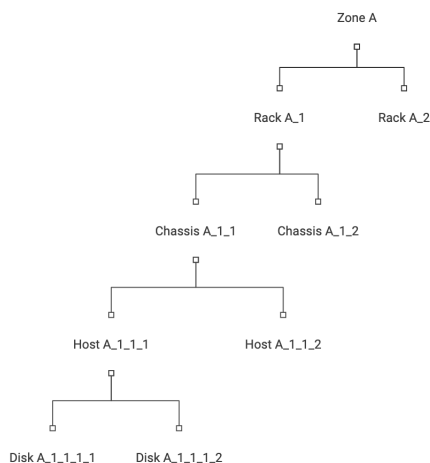 Zone A
Rack A_1 Rack A_2
Chassis A_1_1 Chassis A_1_2
Host A_1_1_1 Host A_1_1_2
Disk A_1_1_1_1 Disk A_1_1_1_2